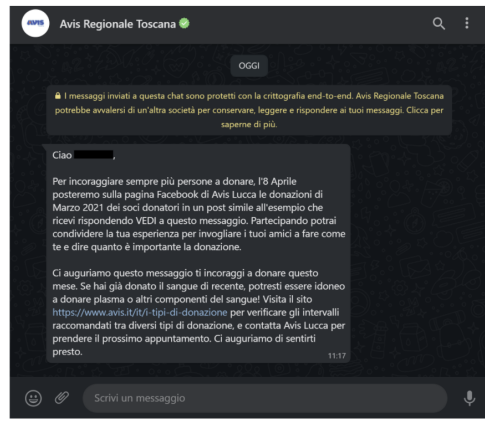 AVIS
Avis Regionale Toscana
OGGI
I messaggi inviati a questa chat sono protetti con la crittografia end-to-end. Avis Regionale Toscana
potrebbe avvalersi di un'altra società per conservare, leggere e rispondere ai tuoi messaggi. Clicca per
saperne di più.
Ciao ,
Per incoraggiare sempre più persone a donare, l'8 Aprile
posteremo sulla pagina Facebook di Avis Lucca le donazioni di
Marzo 2021 dei soci donatori in un post simile all'esempio che
ricevi rispondendo VEDI a questo messaggio. Partecipando potrai
condividere la tua esperienza per invogliare i tuoi amici a fare come
te e dire quanto è importante la donazione.
Ci auguriamo questo messaggio ti incoraggi a donare questo
mese. Se hai già donato il sangue di recente, potresti essere idoneo
a donare plasma o altri componenti del sangue! Visita il sito
https://www.avis.it/it/i-tipi-di-donazione per verificare gli intervalli
raccomandati tra diversi tipi di donazione, e contatta Avis Lucca per
prendere il prossimo appuntamento. Ci auguriamo di sentirti
presto.
11:17
Scrivi un messaggio